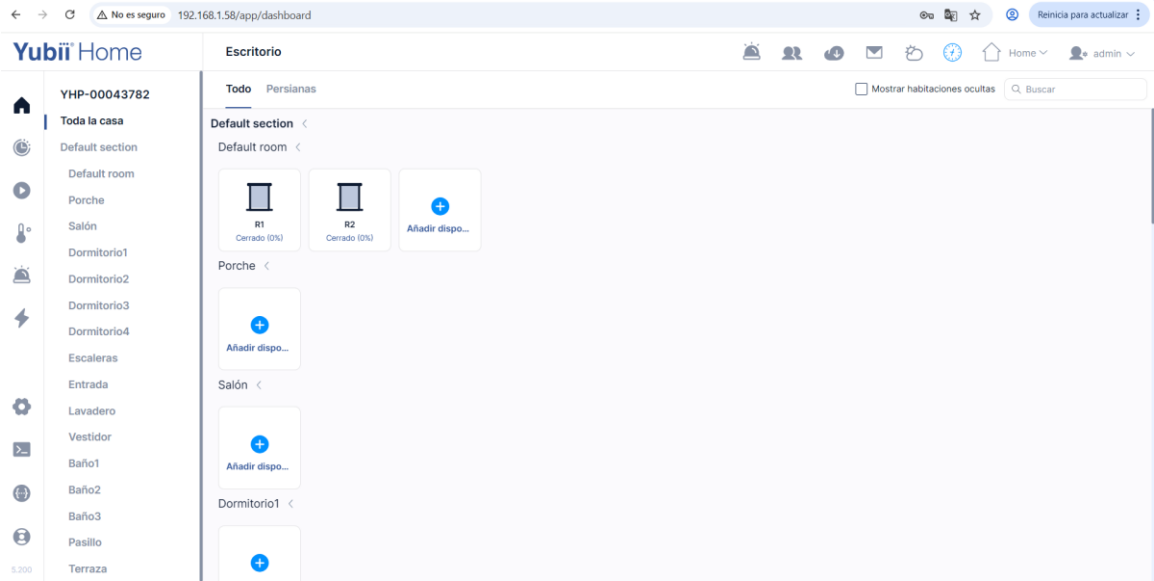 No es seguro 192.168.1.58/app/dashboard Reinicia para actualizar
Yubii Home Escritorio Home admin
YHP-00043782
Toda la casa
Default section
Default room
Porche
Salón
Dormitorio1
Dormitorio2
Dormitorio3
Dormitorio4
Escaleras
Entrada
Lavadero
Vestidor
Baño1
Baño2
Baño3
Pasillo
Terraza
5.200
Todo Persianas Mostrar habitaciones ocultas Buscar
Default section
Default room
R1 R2 Añadir dispo...
Cerrado (0%) Cerrado (0%)
Porche
Añadir dispo...
Salón
Añadir dispo...
Dormitorio1